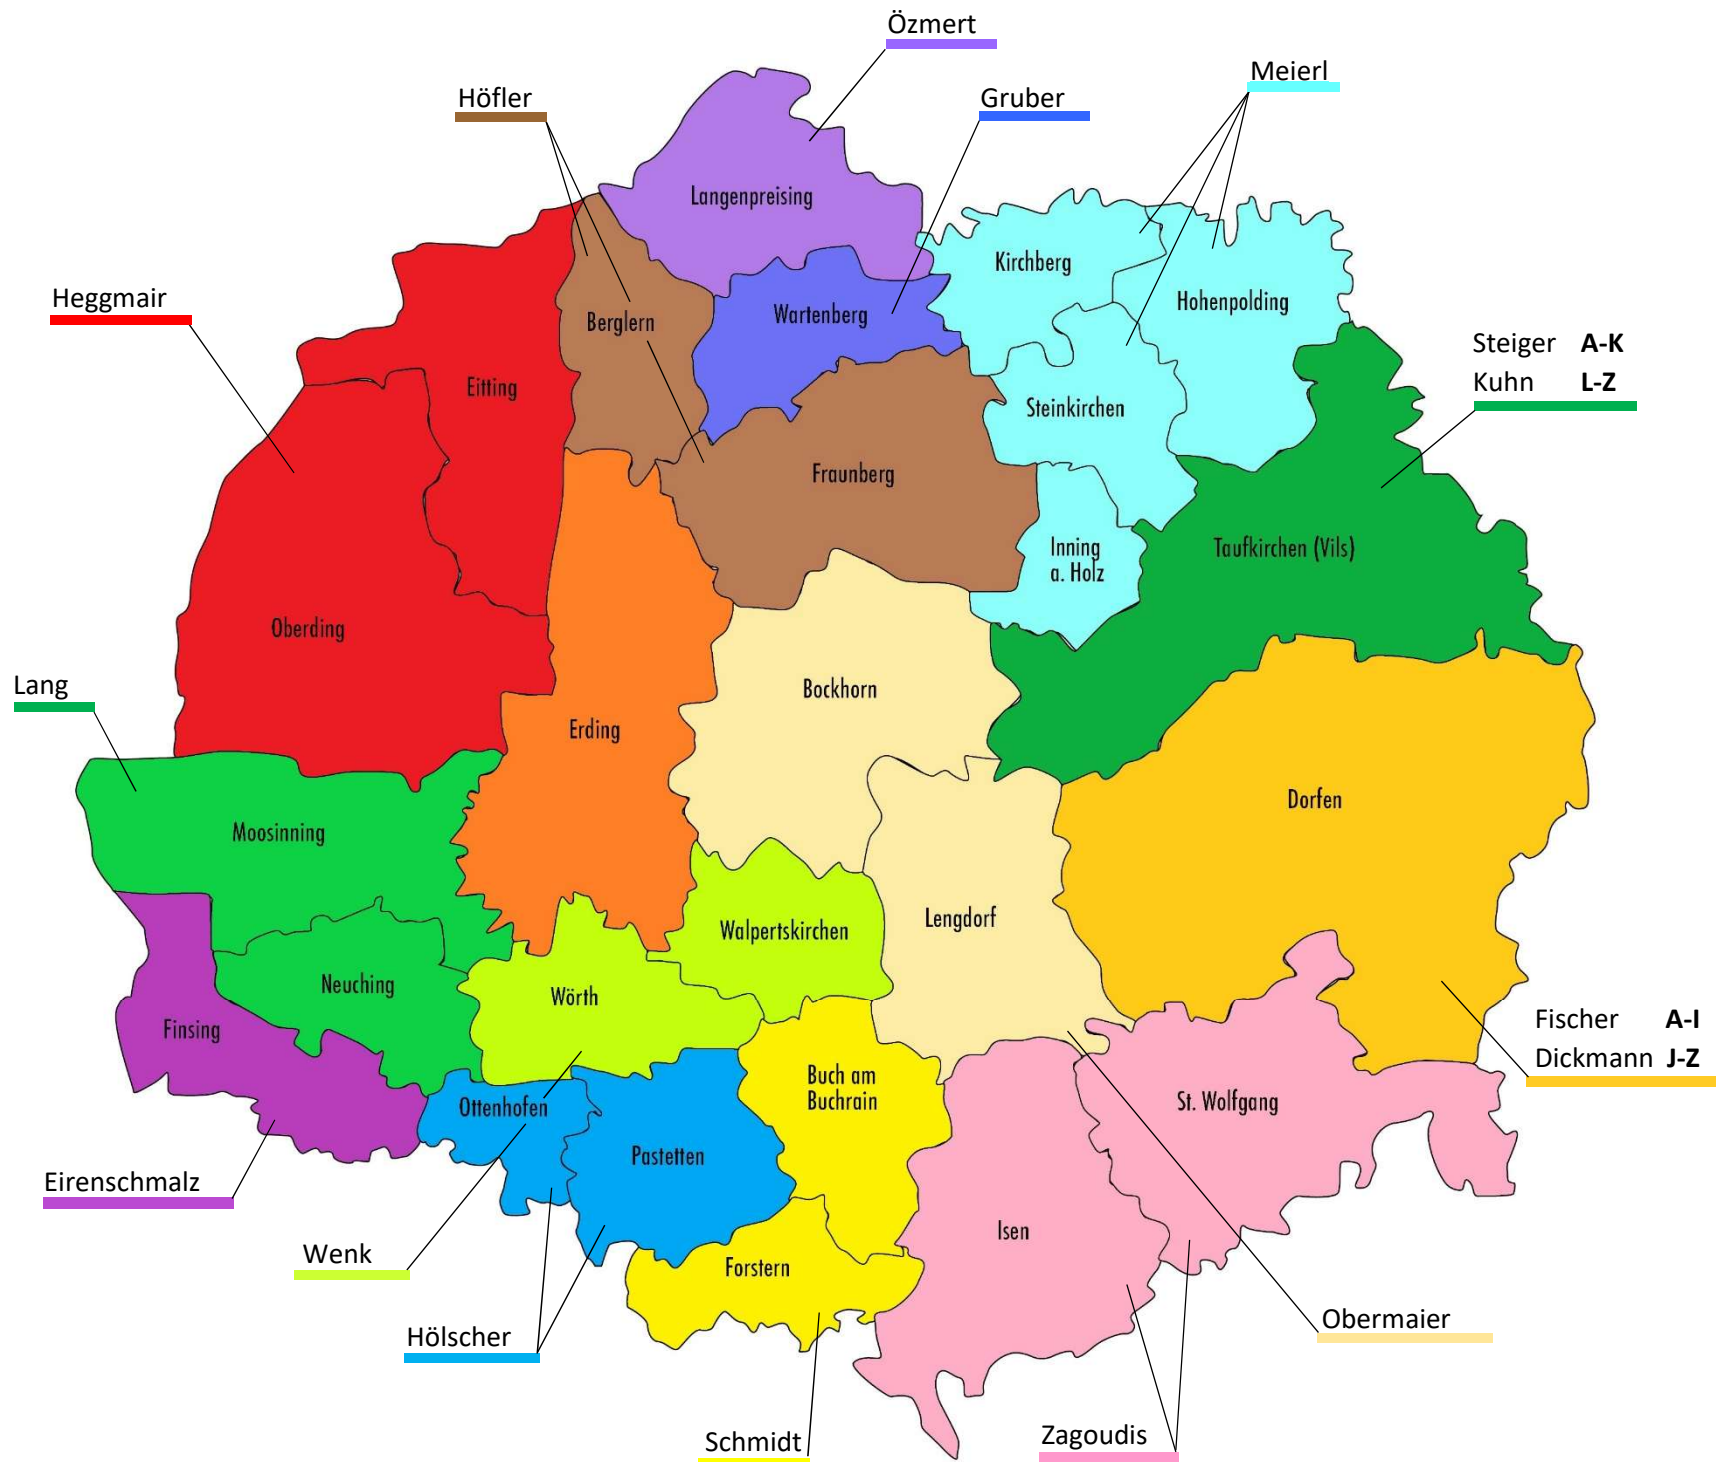 Özmert
Meierl
Höfler
Gruber
Langenpreising
Kirchberg
Heggmair
Hohenpolding
Wartenberg
Berglern
Steiger A-K
Kuhn L-Z
Eitting
Steinkirchen
Fraunberg
Inning
a. Holz
Taufkirchen (Vils)
Oberding
Lang
Bockhorn
Erding
Dorfen
Moosinning
Lengdorf
Walpertskirchen
Neuching
Wörth
Finsing
Fischer A-I
Dickmann J-Z
Buch am
Buchrain
Ottenhofen
St. Wolfgang
Pastetten
Eirenschmalz
Isen
Wenk
Forstern
Obermaier
Hölscher
Schmidt
Zagoudis